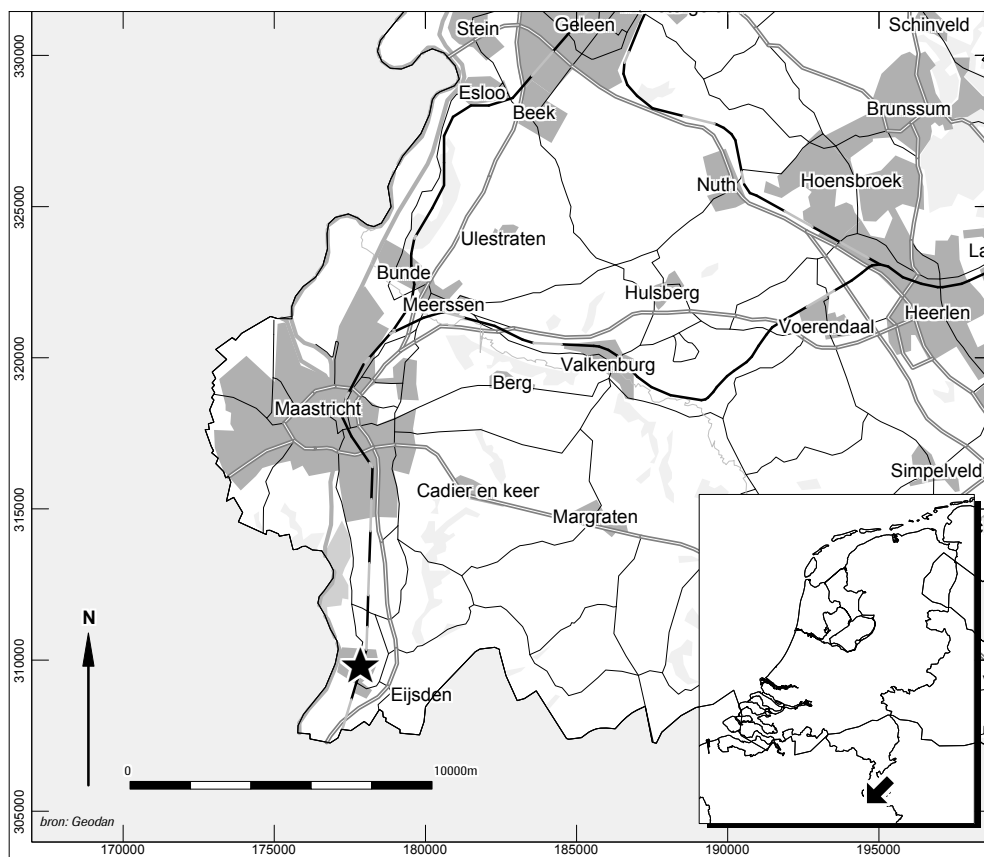 Stein
Geleen
Schinveld
330000
Esloo
Beek
Brunssum
Nuth
Hoensbroek
325000
Ulestraten
Bunde
Hulsberg
Meerssen
Voerendaal
Heerlen
320000
Valkenburg
Berg
Maastricht
Simpelveld
Cadier en keer
315000
Margraten
N
310000
Eijsden
0
10000m
305000
bron: Geodan
170000
175000
180000
185000
190000
195000